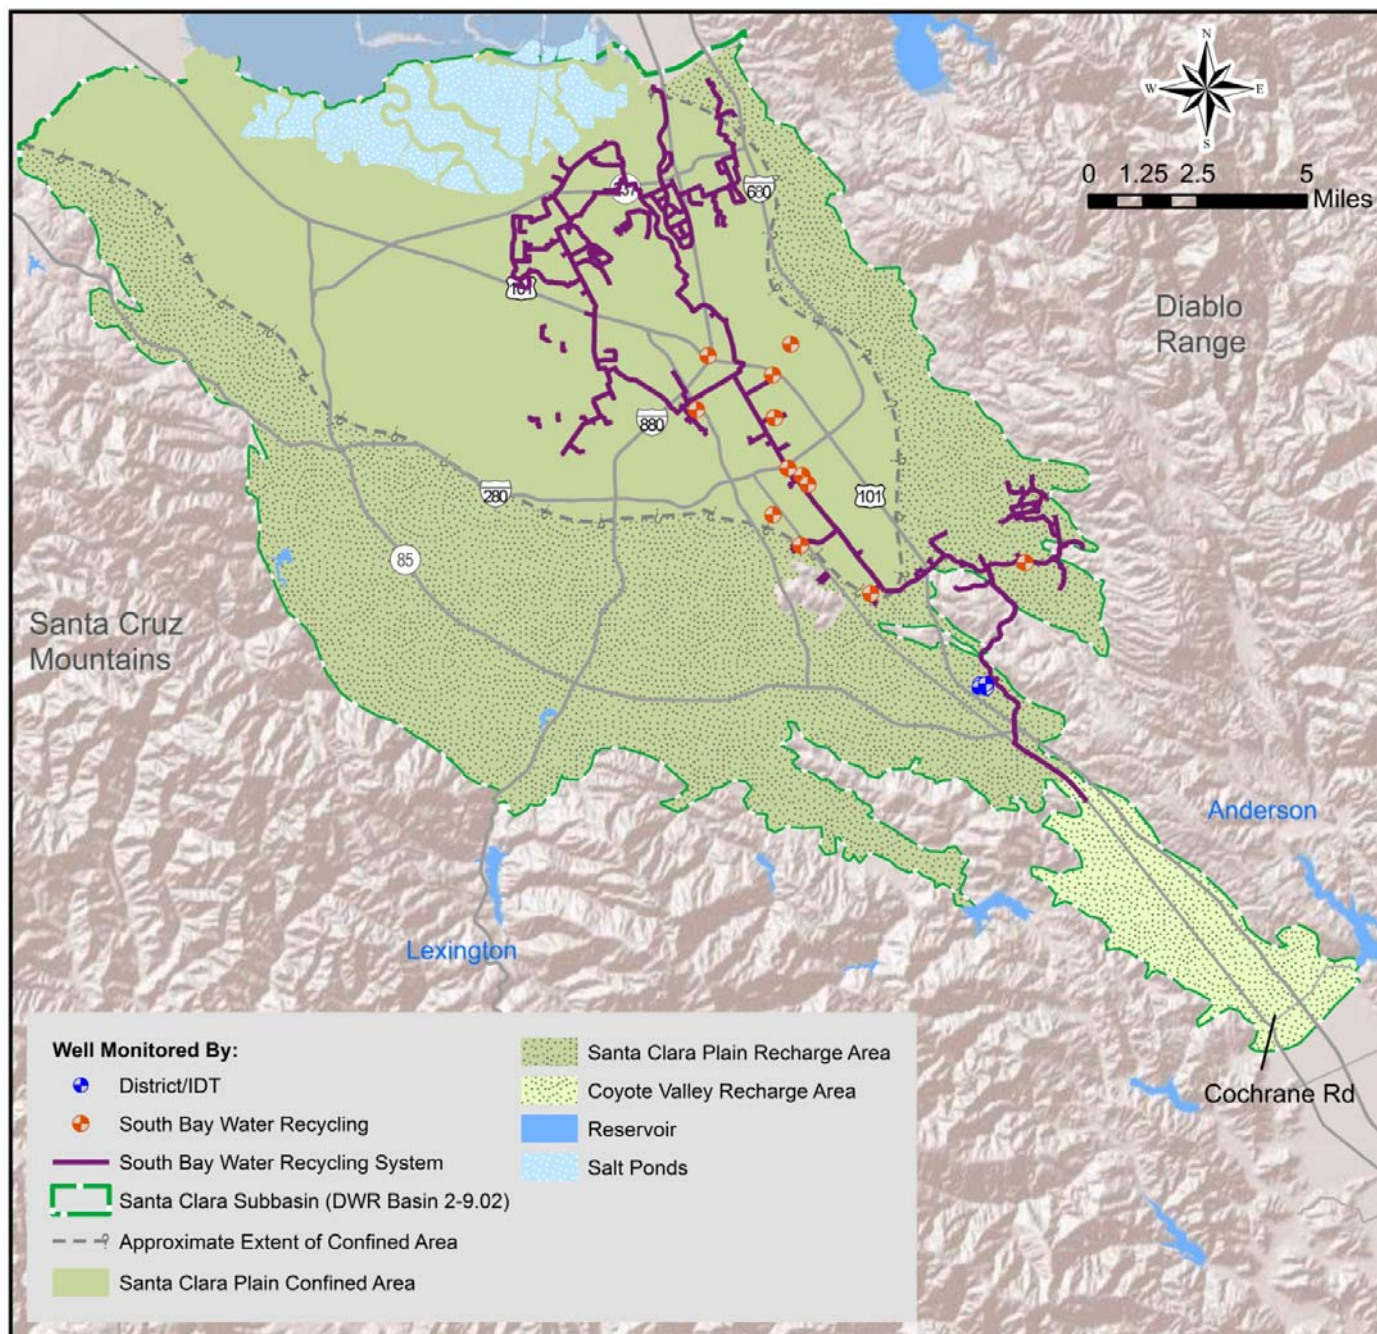 N
W
E
S
0 1.25 2.5 5
Miles
237
680
101
Diablo
Range
880
280
101
85
Santa Cruz
Mountains
Anderson
Lexington
Cochrane Rd
Well Monitored By:
District/IDT
South Bay Water Recycling
South Bay Water Recycling System
Santa Clara Subbasin (DWR Basin 2-9.02)
Approximate Extent of Confined Area
Santa Clara Plain Confined Area
Santa Clara Plain Recharge Area
Coyote Valley Recharge Area
Reservoir
Salt Ponds